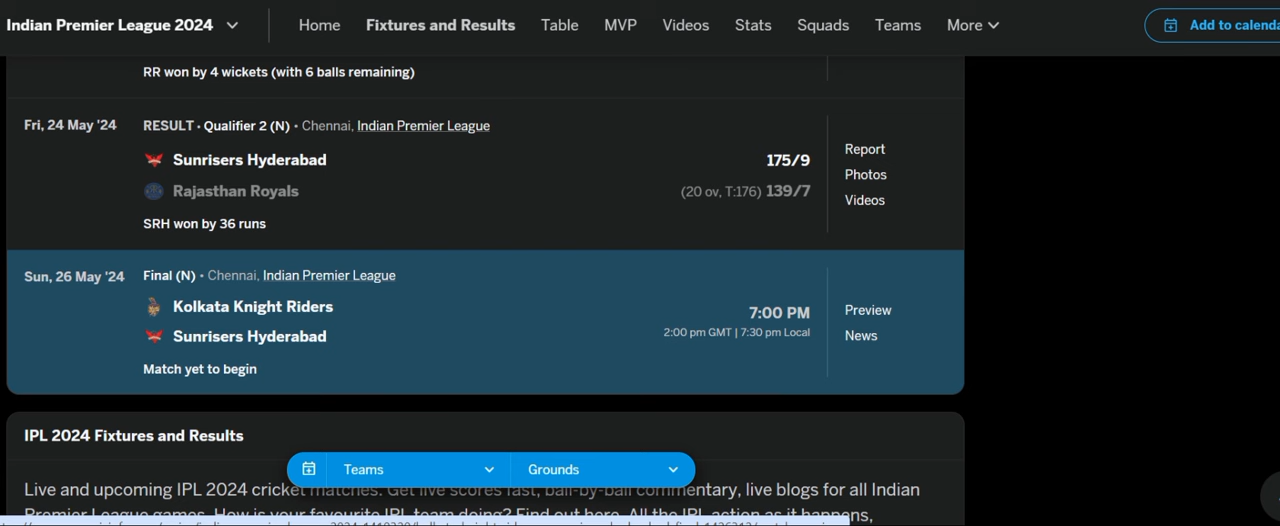 Indian Premier League 2024
Home Fixtures and Results Table MVP Videos Stats Squads Teams More
Add to calenda
RR won by 4 wickets (with 6 balls remaining)
Fri, 24 May '24
RESULT • Qualifier 2 (N) • Chennai, Indian Premier League
Sunrisers Hyderabad 175/9
Rajasthan Royals (20 ov, T:176) 139/7
SRH won by 36 runs
Report
Photos
Videos
Sun, 26 May '24
Final (N) • Chennai, Indian Premier League
Kolkata Knight Riders
Sunrisers Hyderabad
7:00 PM
2:00 pm GMT | 7:30 pm Local
Match yet to begin
Preview
News
IPL 2024 Fixtures and Results
Teams Grounds
Live and upcoming IPL 2024 cricket matches. Get live scores fast, ball-by-ball commentary, live blogs for all Indian
Premier League games. How is your favourite IPL team doing? Find out here. All the IPL action as it happens,